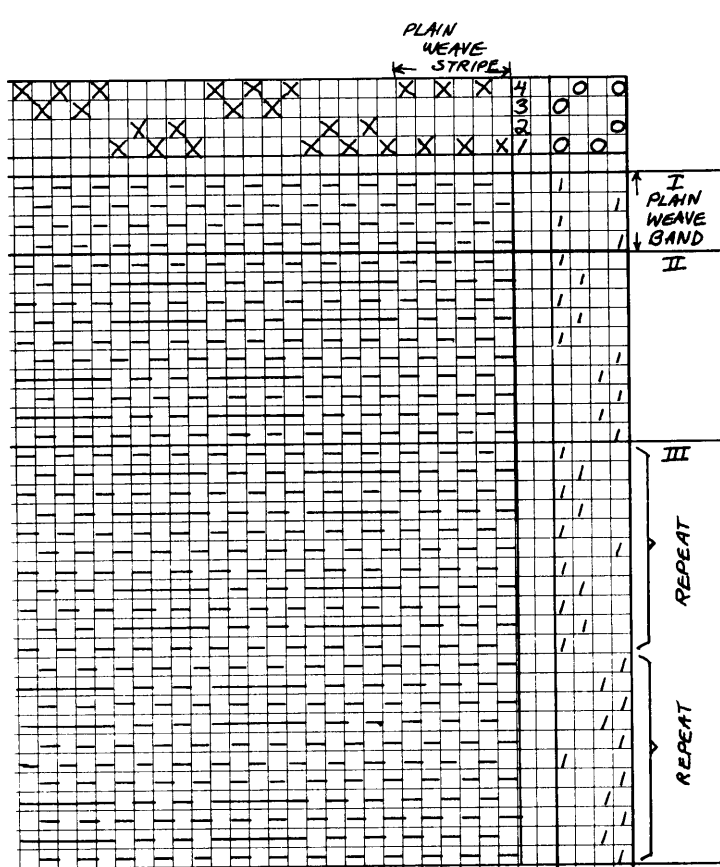 PLAIN
WEAVE
STRIPE
4
3
2
1
I
PLAIN
WEAVE
BAND
II
III
REPEAT
REPEAT